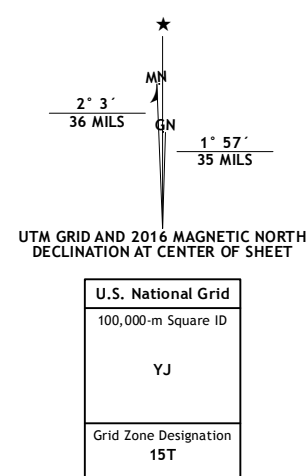 MN
2° 3´
36 MILS
GN
1° 57´
35 MILS
UTM GRID AND 2016 MAGNETIC NORTH
DECLINATION AT CENTER OF SHEET
U.S. National Grid
100,000-m Square ID
YJ
Grid Zone Designation
15T